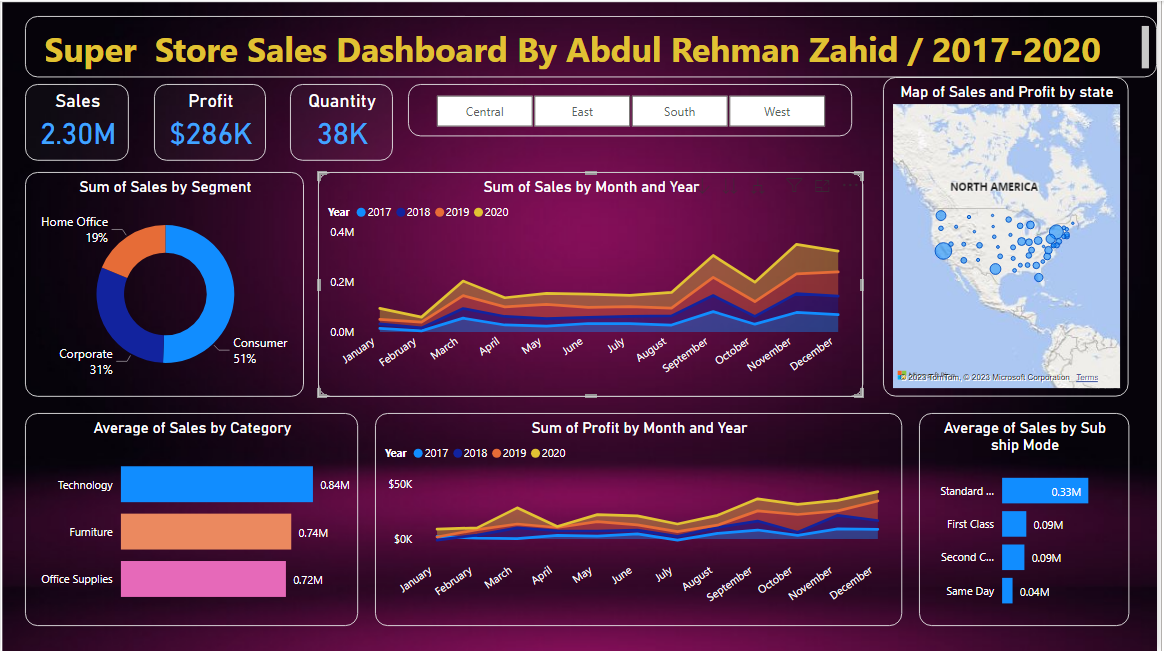 Super Store Sales Dashboard By Abdul Rehman Zahid / 2017-2020
Sales
2.30M
Profit
$286K
Quantity
38K
Central
East
South
West
Map of Sales and Profit by state
NORTH AMERICA
© 2023 TomTom, © 2023 Microsoft Corporation Terms
Sum of Sales by Segment
Home Office
19%
Corporate
31%
Consumer
51%
Sum of Sales by Month and Year
Year 2017 2018 2019 2020
0.4M
0.2M
0.0M
January
February
March
April
May
June
July
August
September
October
November
December
Average of Sales by Category
Technology
0.84M
Furniture
0.74M
Office Supplies
0.72M
Sum of Profit by Month and Year
Year 2017 2018 2019 2020
$50K
$0K
January
February
March
April
May
June
July
August
September
October
November
December
Average of Sales by Sub
ship Mode
Standard ...
0.33M
First Class
0.09M
Second C...
0.09M
Same Day
0.04M